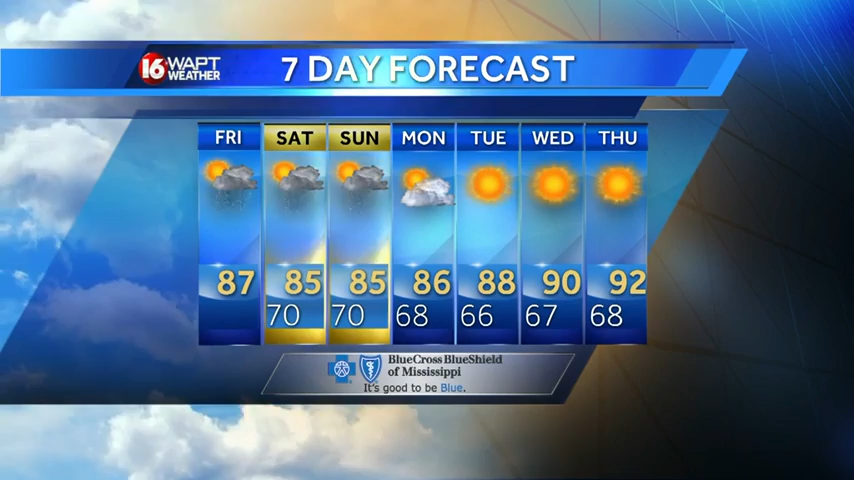 16 WAPT
WEATHER
7 DAY FORECAST
FRI SAT SUN MON TUE WED THU
87 85 85 86 88 90 92
70 70 68 66 67 68
BlueCross BlueShield
of Mississippi
It's good to be Blue.